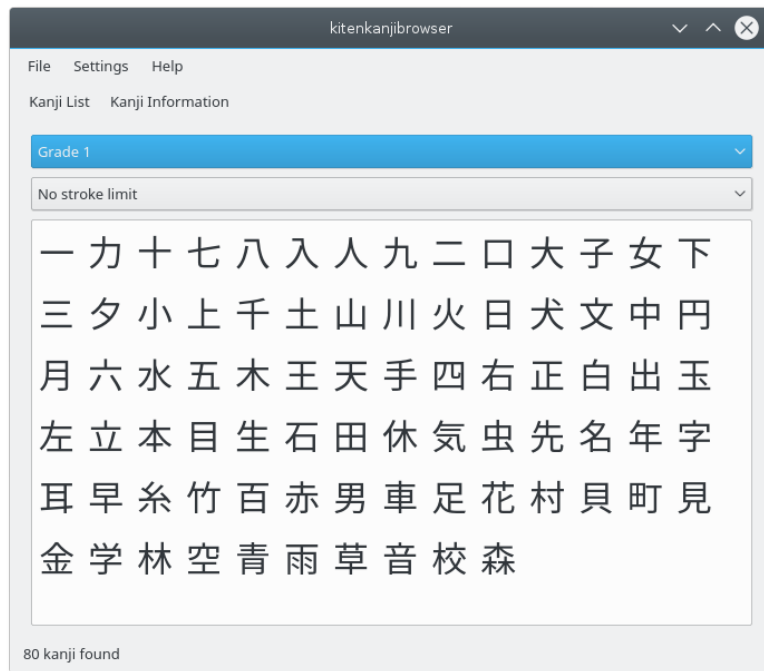 kitenkanjibrowser
File Settings Help
Kanji List Kanji Information
Grade 1
No stroke limit
一 力 十 七 八 入 人 九 二 口 大 子 女 下
三 夕 小 上 千 土 山 川 火 日 犬 文 中 円
月 六 水 五 木 王 天 手 四 右 正 白 出 玉
左 立 本 目 生 石 田 休 気 虫 先 名 年 字
耳 早 糸 竹 百 赤 男 車 足 花 村 貝 町 見
金 学 林 空 青 雨 草 音 校 森
80 kanji found